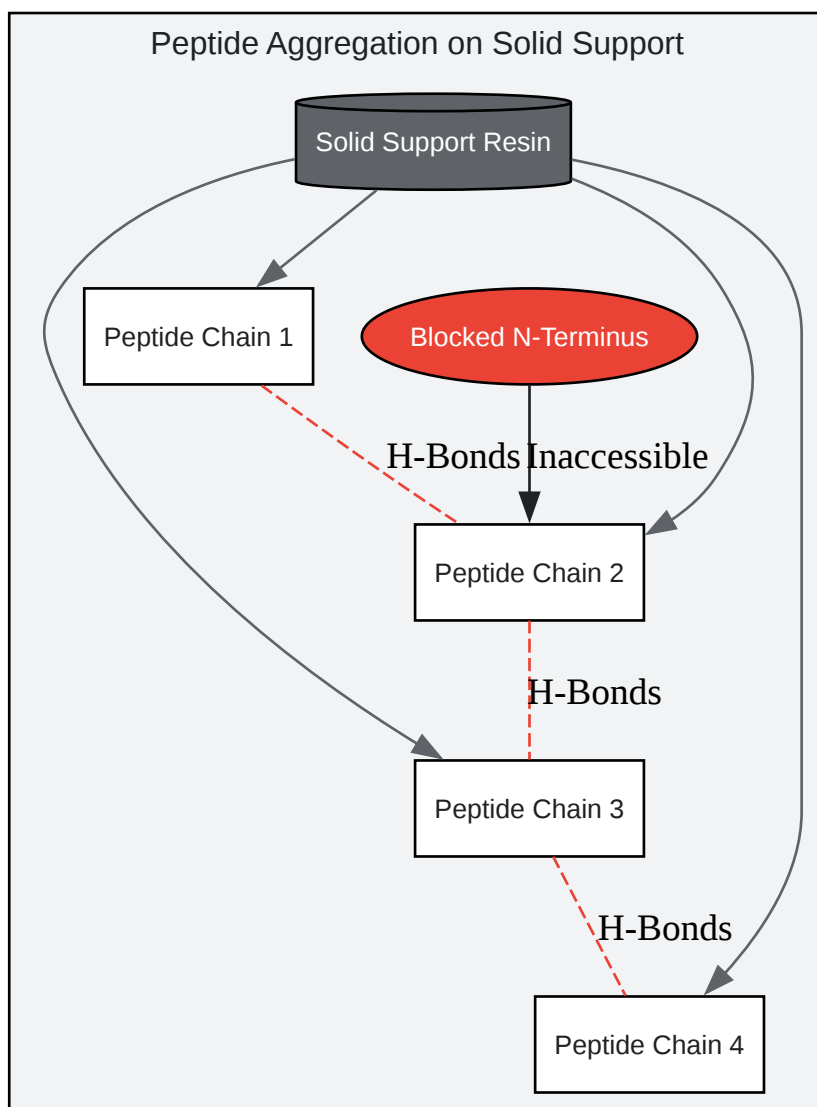 Peptide Aggregation on Solid Support
Solid Support Resin
Peptide Chain 1
Blocked N-Terminus
H-Bonds
Inaccessible
Peptide Chain 2
H-Bonds
Peptide Chain 3
H-Bonds
Peptide Chain 4